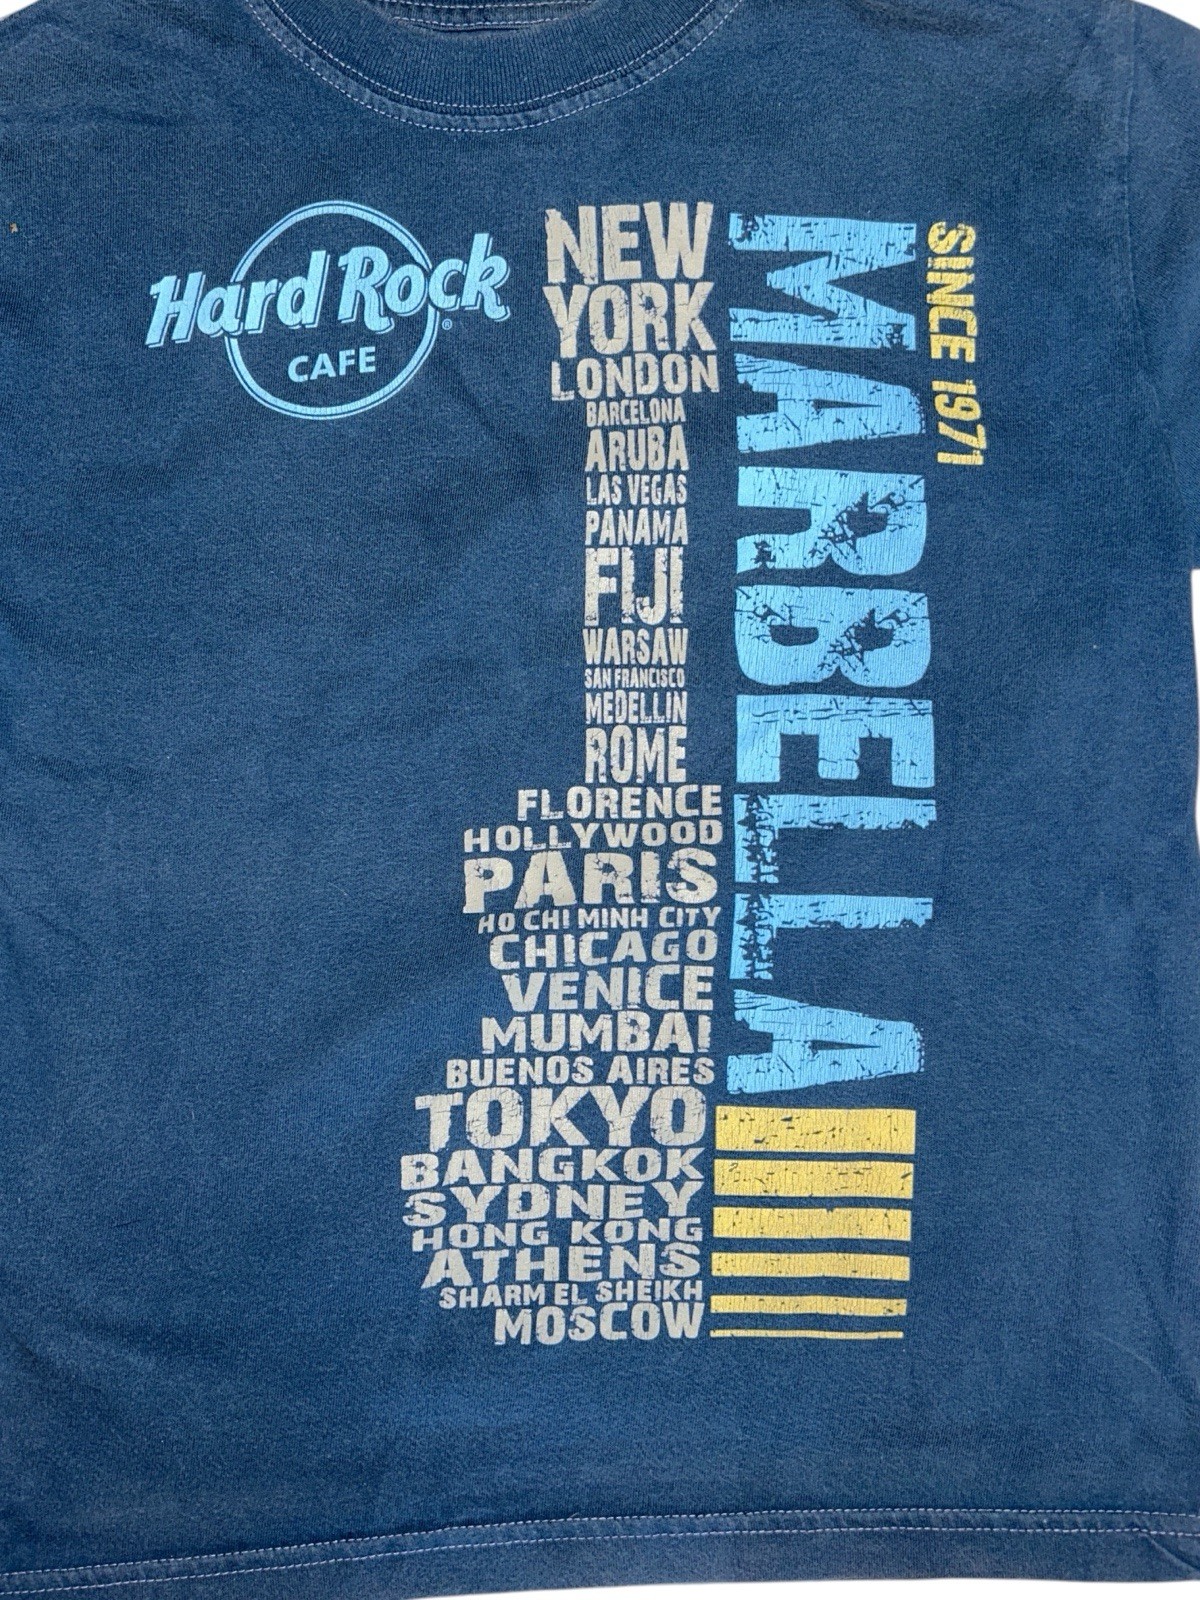 Hard Rock
CAFE
NEW
YORK
LONDON
BARCELONA
ARUBA
LAS VEGAS
PANAMA
FIJI
WARSAW
SAN FRANCISCO
MEDELLIN
ROME
FLORENCE
HOLLYWOOD
PARIS
HO CHI MINH CITY
CHICAGO
VENICE
MUMBAI
BUENOS AIRES
TOKYO
BANGKOK
SYDNEY
HONG KONG
ATHENS
SHARM EL SHEIKH
MOSCOW
MARBELLA
SINCE 1971